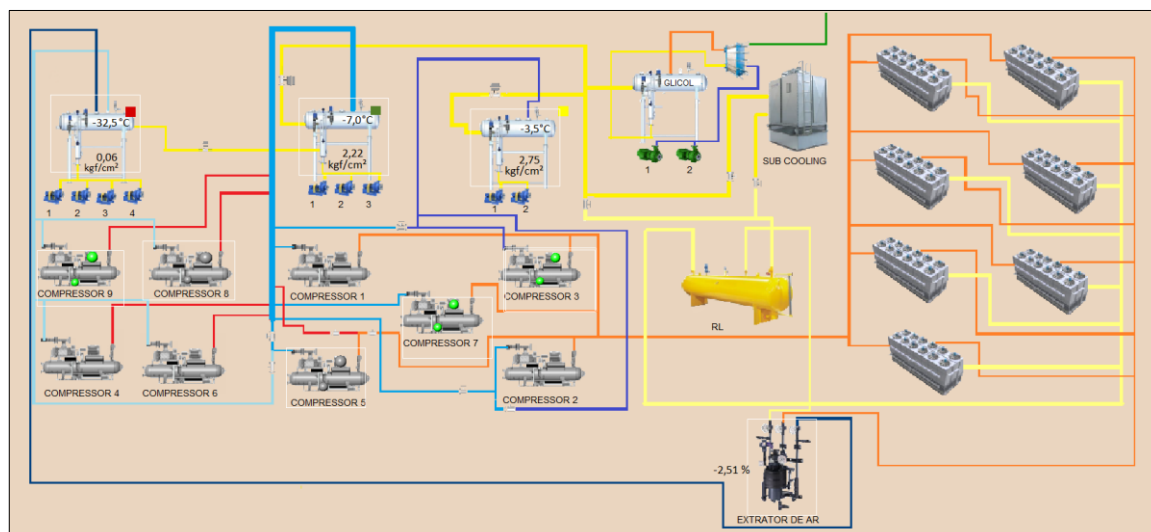 GLICOL
-32,5°C
-7,0°C
-3,5°C
SUB COOLING
0,06
kgf/cm²
2,22
kgf/cm²
2,75
kgf/cm²
1 2
1 2 3 4
1 2 3
1 2
COMPRESSOR 9
COMPRESSOR 8
COMPRESSOR 1
COMPRESSOR 3
RL
COMPRESSOR 7
COMPRESSOR 4
COMPRESSOR 6
COMPRESSOR 5
COMPRESSOR 2
-2,51 %
EXTRATOR DE AR